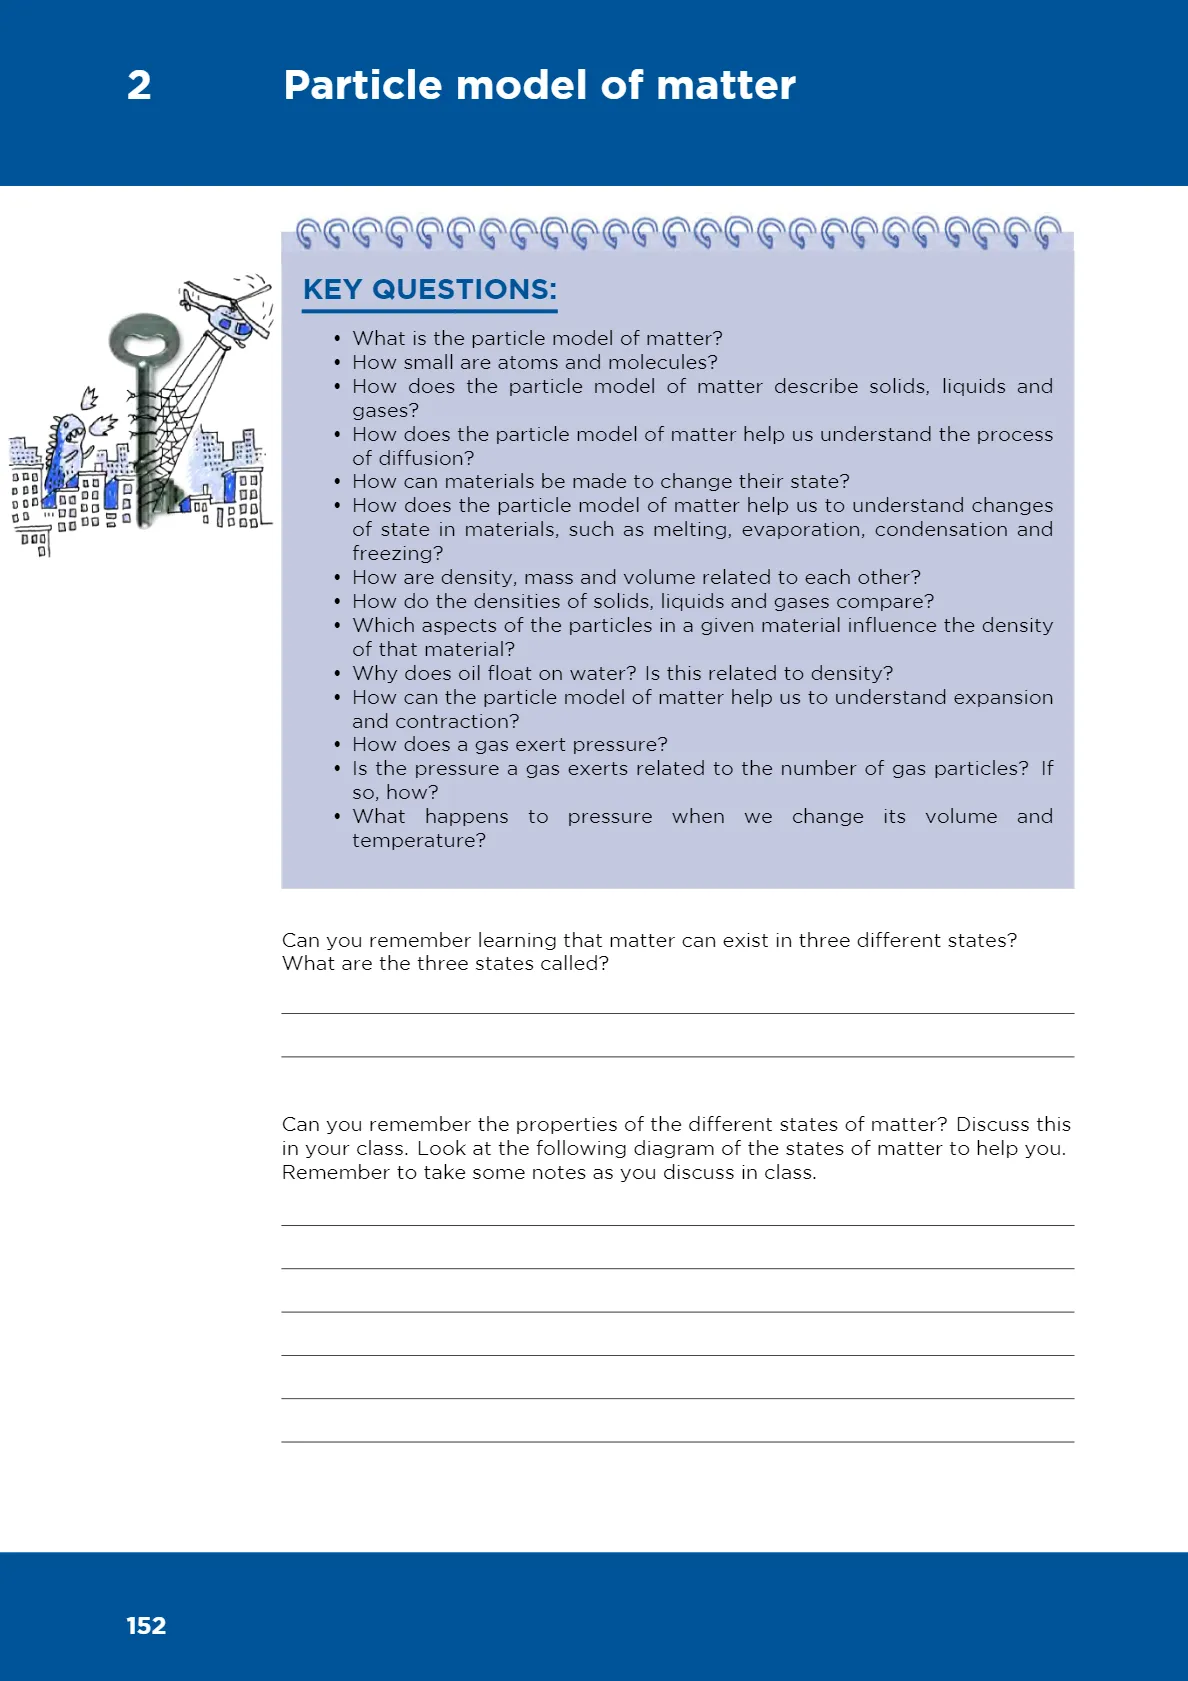 2 Particle model of matter
KEY QUESTIONS:
• What is the particle model of matter?
• How small are atoms and molecules?
• How does the particle model of matter describe solids, liquids and
gases?
• How does the particle model of matter help us understand the process
of diffusion?
• How can materials be made to change their state?
• How does the particle model of matter help us to understand changes
of state in materials, such as melting, evaporation, condensation and
freezing?
• How are density, mass and volume related to each other?
• How do the densities of solids, liquids and gases compare?
• Which aspects of the particles in a given material influence the density
of that material?
• Why does oil float on water? Is this related to density?
• How can the particle model of matter help us to understand expansion
and contraction?
• How does a gas exert pressure?
• Is the pressure a gas exerts related to the number of gas particles? If
so, how?
• What happens to pressure when we change its volume and
temperature?
Can you remember learning that matter can exist in three different states?
What are the three states called?
Can you remember the properties of the different states of matter? Discuss this
in your class. Look at the following diagram of the states of matter to help you.
Remember to take some notes as you discuss in class.
152